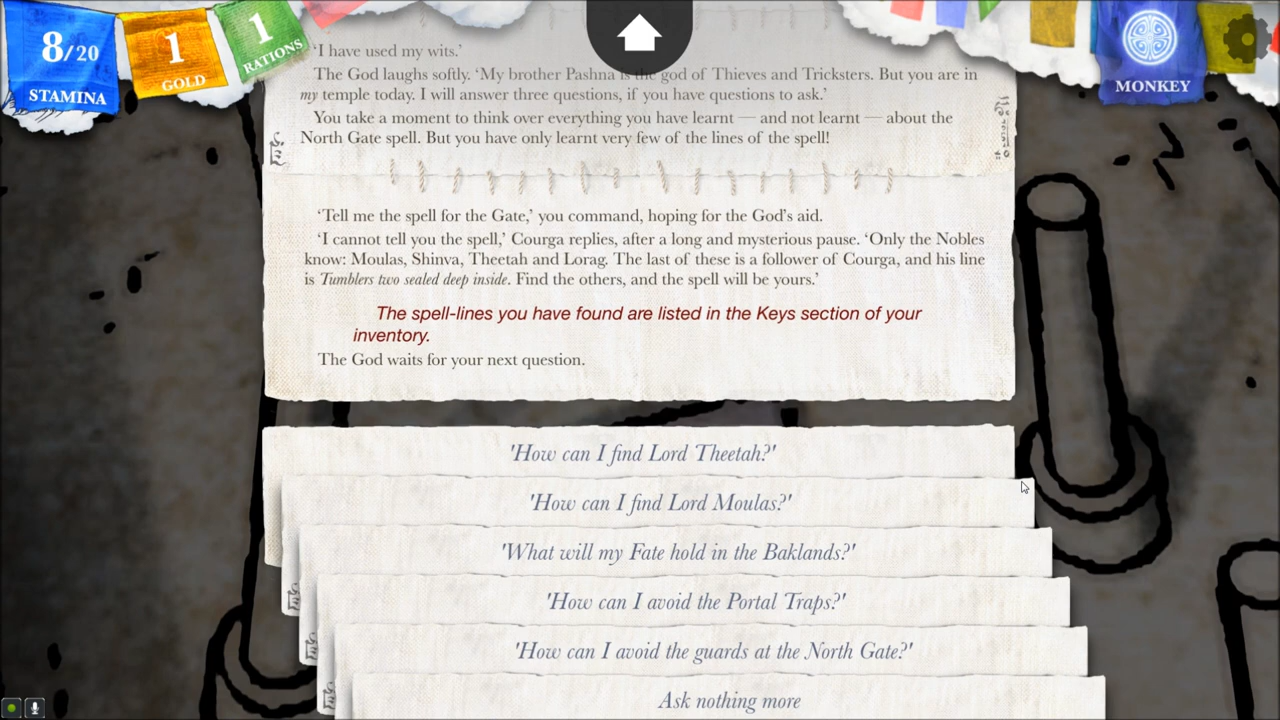 8/20
STAMINA
1
GOLD
1
RATIONS
MONKEY
‘I have used my wits.’
The God laughs softly. ‘My brother Pashna is the god of Thieves and Tricksters. But you are in
my temple today. I will answer three questions, if you have questions to ask.’
You take a moment to think over everything you have learnt — and not learnt — about the
North Gate spell. But you have only learnt very few of the lines of the spell!
‘Tell me the spell for the Gate,’ you command, hoping for the God’s aid.
‘I cannot tell you the spell,’ Courga replies, after a long and mysterious pause. ‘Only the Nobles
know: Moulas, Shinva, Theetah and Lorag. The last of these is a follower of Courga, and his line
is Tumblers two sealed deep inside. Find the others, and the spell will be yours.’
The spell-lines you have found are listed in the Keys section of your
inventory.
The God waits for your next question.
'How can I find Lord Theetah?'
'How can I find Lord Moulas?'
'What will my Fate hold in the Baklands?'
'How can I avoid the Portal Traps?'
'How can I avoid the guards at the North Gate?'
Ask nothing more